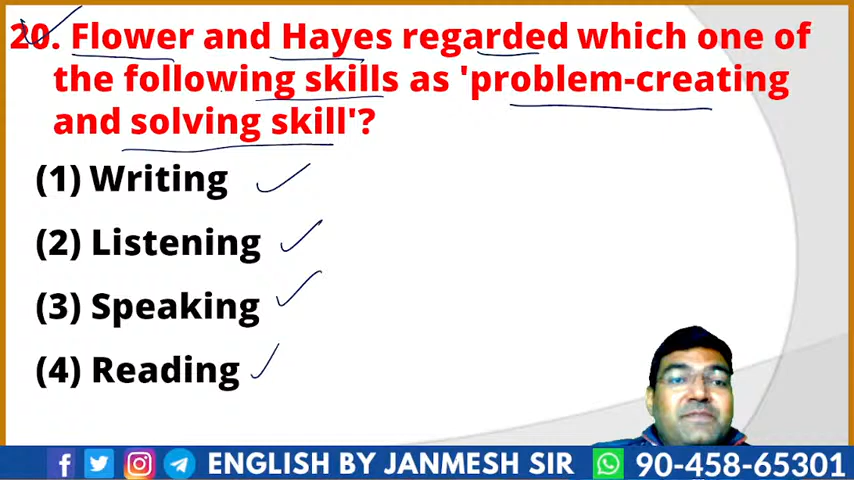 20. Flower and Hayes regarded which one of
the following skills as 'problem-creating
and solving skill'?
(1) Writing
(2) Listening
(3) Speaking
(4) Reading
ENGLISH BY JANMESH SIR 90-458-65301